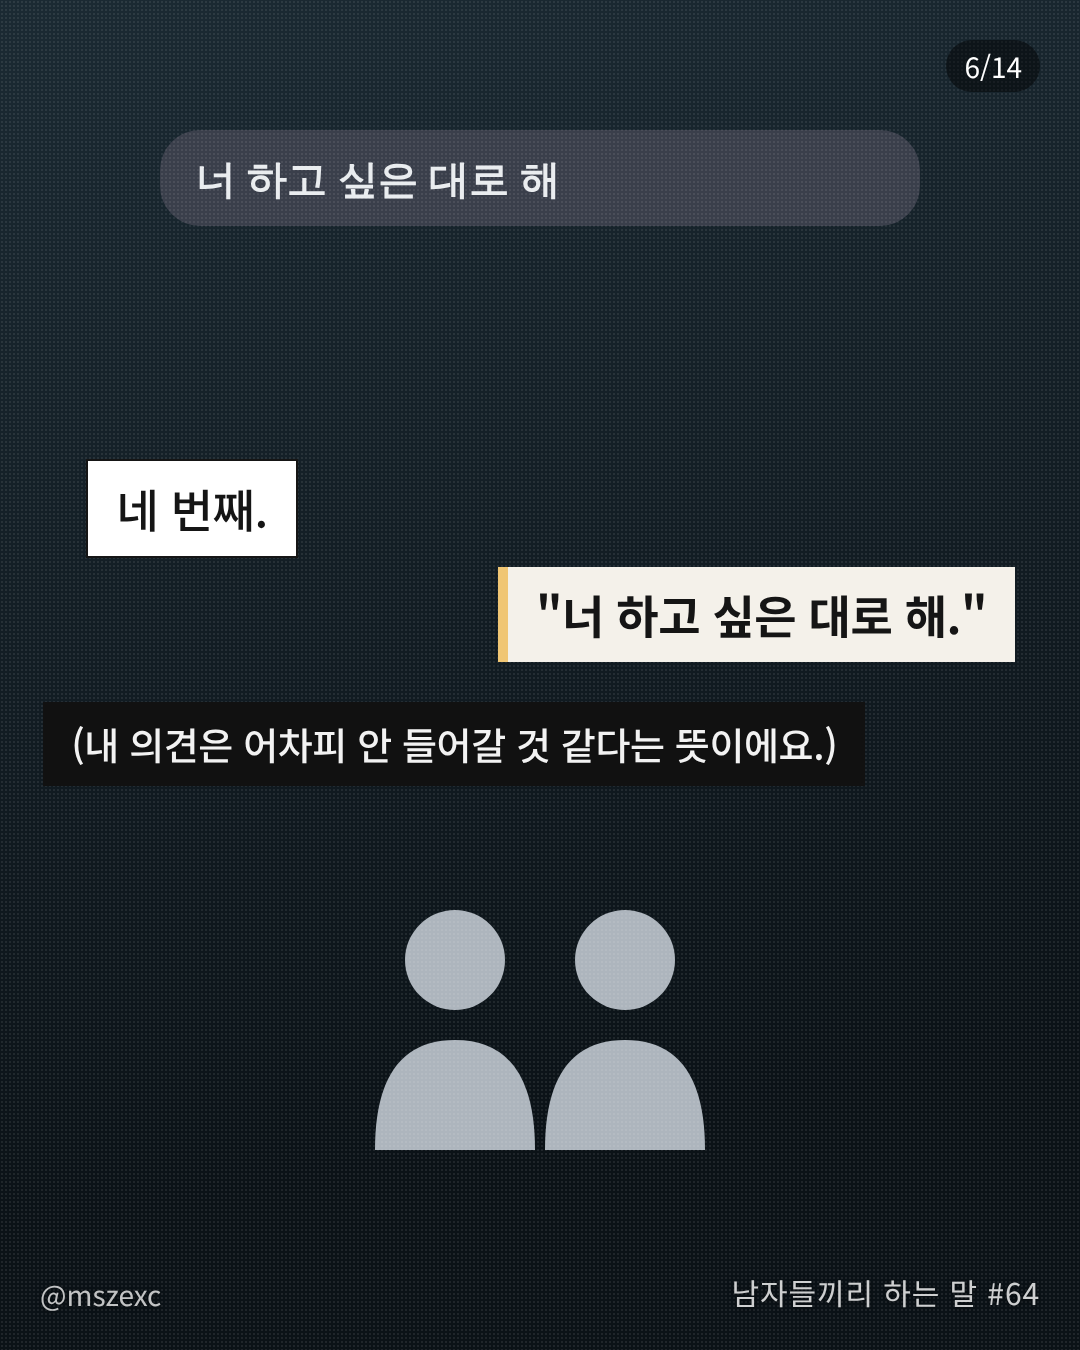 6/14
너 하고 싶은 대로 해
네 번째.
"너 하고 싶은 대로 해."
(내 의견은 어차피 안 들어갈 것 같다는 뜻이에요.)
@mszexc
남자들끼리 하는 말 #64